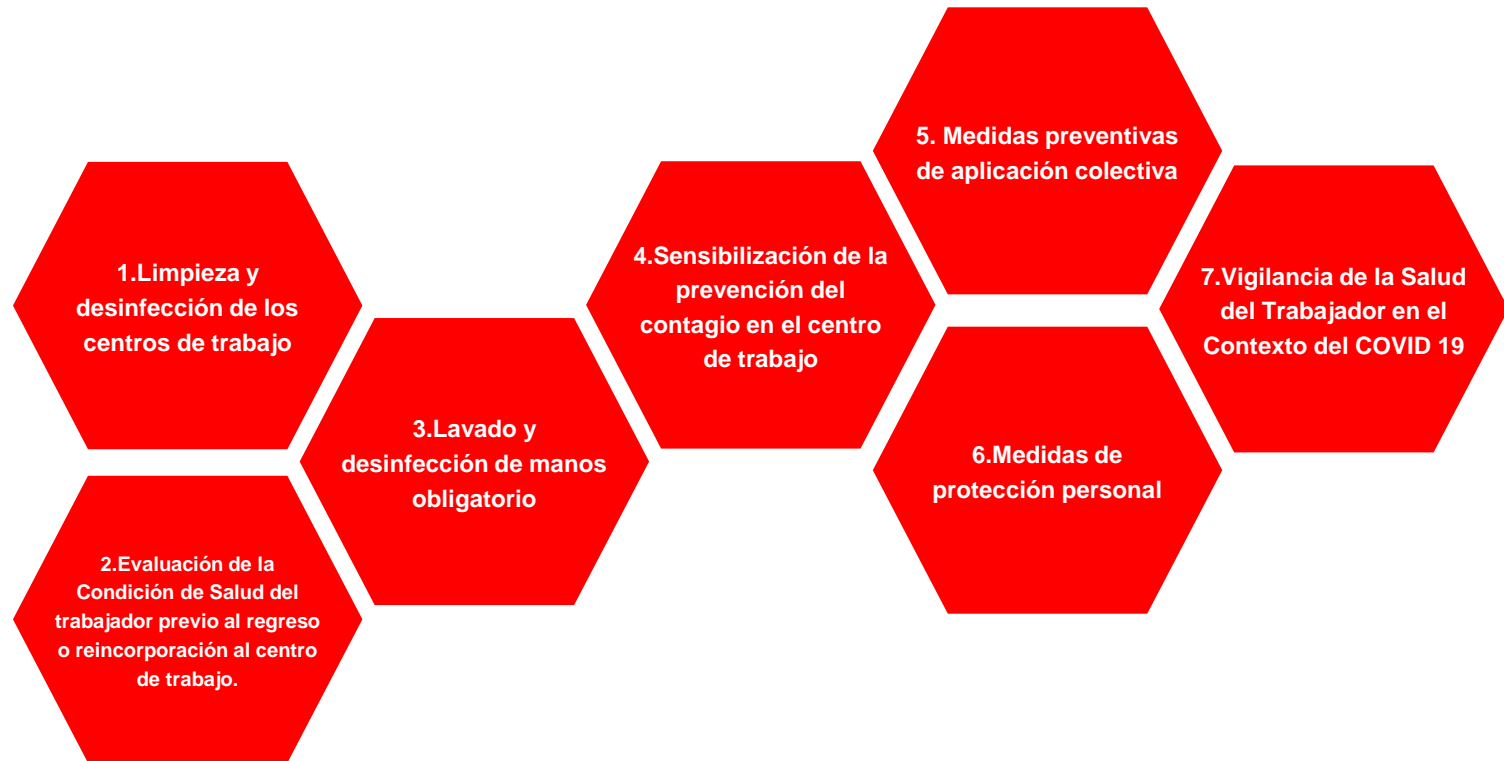 1.Limpieza y
desinfección de los
centros de trabajo
2.Evaluación de la
Condición de Salud del
trabajador previo al regreso
o reincorporación al centro
de trabajo.
3.Lavado y
desinfección de manos
obligatorio
4.Sensibilización de la
prevención del
contagio en el centro
de trabajo
5. Medidas preventivas
de aplicación colectiva
6.Medidas de
protección personal
7.Vigilancia de la Salud
del Trabajador en el
Contexto del COVID 19